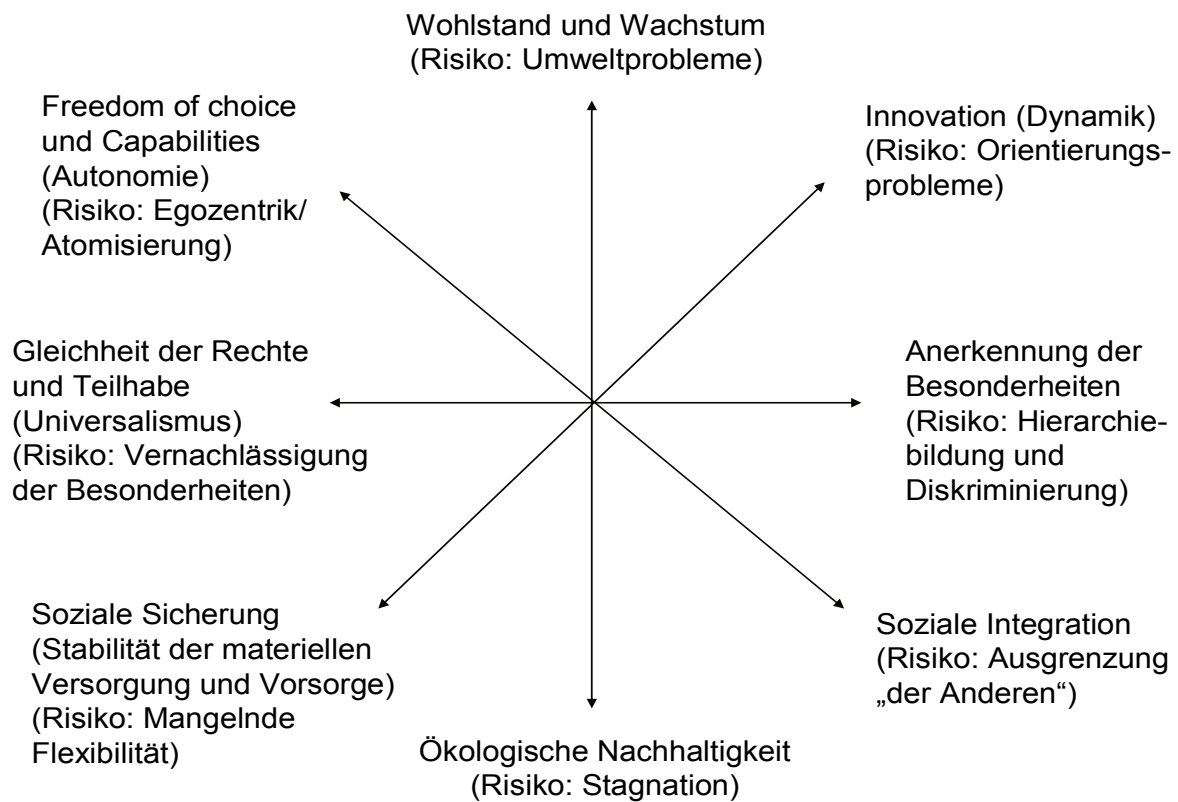 Wohlstand und Wachstum
(Risiko: Umweltprobleme)
Freedom of choice
und Capabilities
(Autonomie)
(Risiko: Egozentrik/
Atomisierung)
Innovation (Dynamik)
(Risiko: Orientierungs-
probleme)
Gleichheit der Rechte
und Teilhabe
(Universalismus)
(Risiko: Vernachlässigung
der Besonderheiten)
Anerkennung der
Besonderheiten
(Risiko: Hierarchie-
bildung und
Diskriminierung)
Soziale Sicherung
(Stabilität der materiellen
Versorgung und Vorsorge)
(Risiko: Mangelnde
Flexibilität)
Soziale Integration
(Risiko: Ausgrenzung
„der Anderen“)
Ökologische Nachhaltigkeit
(Risiko: Stagnation)